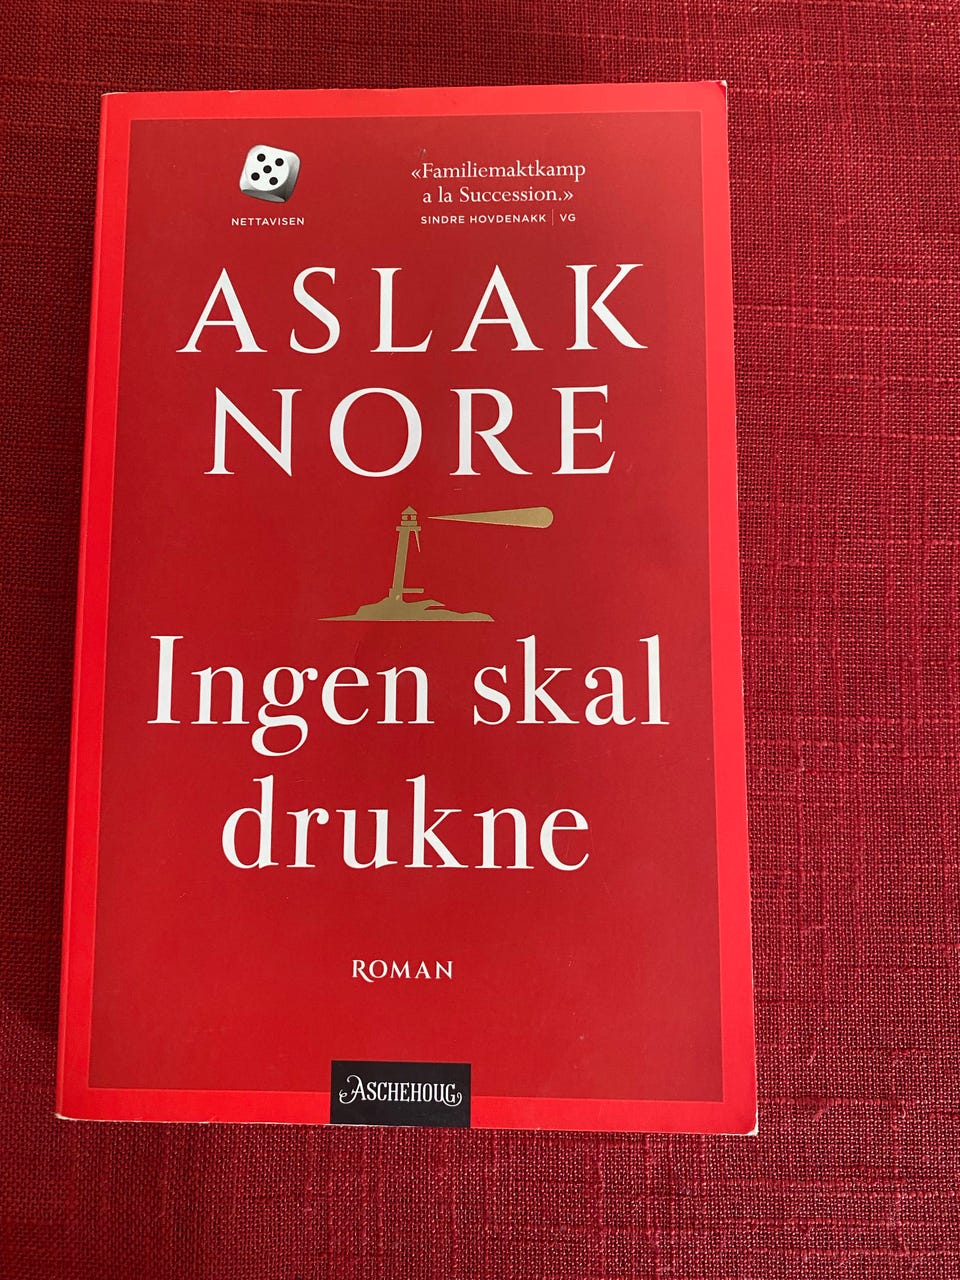 NETTAVISEN
«Familiemaktkamp
a la Succession.»
SINDRE HOVDENAKK | VG
ASLAK
NORE
Ingen skal
drukne
ROMAN
ASCHEHOUG